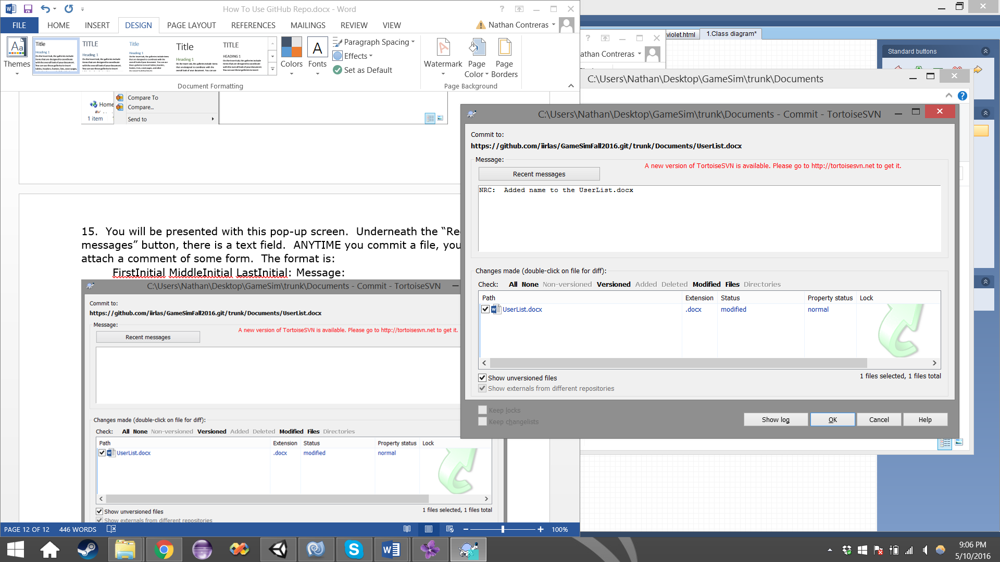 How To Use GitHub Repo.docx - Word
FILE HOME INSERT DESIGN PAGE LAYOUT REFERENCES MAILINGS REVIEW VIEW Nathan Contreras
Themes
Title
Heading 1
TITLE
Heading 1
Title
Heading 1
Title
Heading 1
TITLE
HEADING 1
Colors
Fonts
Paragraph Spacing
Effects
Set as Default
Watermark
Page Color
Page Borders
Document Formatting
Page Background
Compare To
Compare...
Send to
Home
1 item
15. You will be presented with this pop-up screen. Underneath the “Re
messages” button, there is a text field. ANYTIME you commit a file, you
attach a comment of some form. The format is:
FirstInitial MiddleInitial LastInitial: Message:
C:\Users\Nathan\Desktop\GameSim\trunk\Documents - Commit - TortoiseSVN
Commit to:
https://github.com/iirlas/GameSimFall2016.git/trunk/Documents/UserList.docx
Message:
A new version of TortoiseSVN is available. Please go to http://tortoisesvn.net to get it.
Recent messages
Changes made (double-click on file for diff):
Check: All None Non-versioned Versioned Added Deleted Modified Files Directories
Path Extension Status Property status Lock
UserList.docx .docx modified normal
Show unversioned files
1 files selected, 1 files total
Show externals from different repositories
PAGE 12 OF 12 446 WORDS 100%
violet.html
1.Class diagram*
athan Contreras
Standard buttons
C:\Users\Nathan\Desktop\GameSim\trunk\Documents
C:\Users\Nathan\Desktop\GameSim\trunk\Documents - Commit - TortoiseSVN
Commit to:
https://github.com/iirlas/GameSimFall2016.git/trunk/Documents/UserList.docx
Message:
A new version of TortoiseSVN is available. Please go to http://tortoisesvn.net to get it.
Recent messages
NRC: Added name to the UserList.docx
Changes made (double-click on file for diff):
Check: All None Non-versioned Versioned Added Deleted Modified Files Directories
Path Extension Status Property status Lock
UserList.docx .docx modified normal
Show unversioned files
1 files selected, 1 files total
Show externals from different repositories
Keep locks
Keep changelists
Show log OK Cancel Help
9:06 PM
5/10/2016